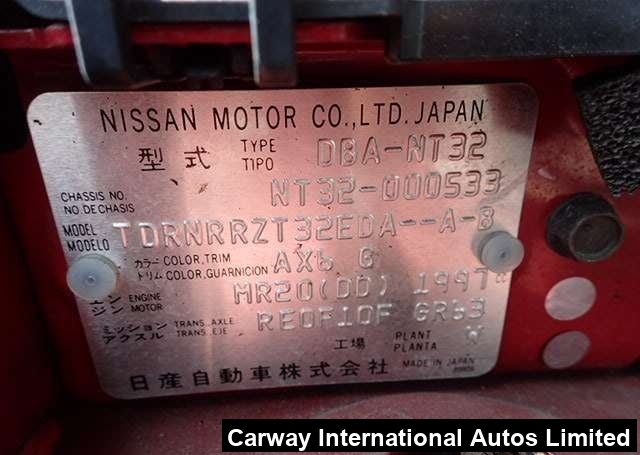 NISSAN MOTOR CO.,LTD.JAPAN
型式 TYPE TIPO DBA-NT32
CHASSIS NO. NO.DE CHASIS NT32-000533
MODEL MODELO TDRNRRZT32EDA--A-B
カラー COLOR,TRIM トリム COLOR,GUARNICION AX6 G
エンジン ENGINE MOTOR MR20(DD) 1997cc
ミッション TRANS.,AXLE アクスル TRANS.,EJE RE0F10F GR63
工場 PLANT PLANTA W
日産自動車株式会社 MADE IN JAPAN
Carway International Autos Limited